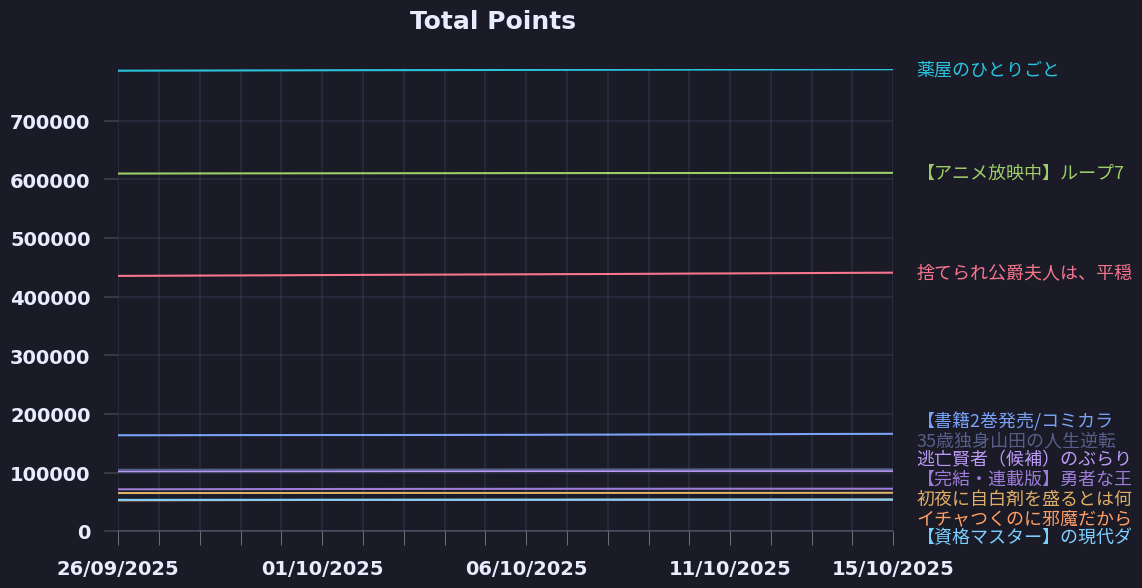 Total Points
薬屋のひとりごと
700000
【アニメ放映中】ループ7
600000
500000
捨てられ公爵夫人は、平穏
400000
300000
200000
【書籍2巻発売/コミカラ
35歳独身山田の人生逆転
逃亡賢者（候補）のぶらり
100000
【完結・連載版】勇者な王
初夜に自白剤を盛るとは何
イチャつくのに邪魔だから
0
【資格マスター】の現代ダ
26/09/2025
01/10/2025
06/10/2025
11/10/2025
15/10/2025